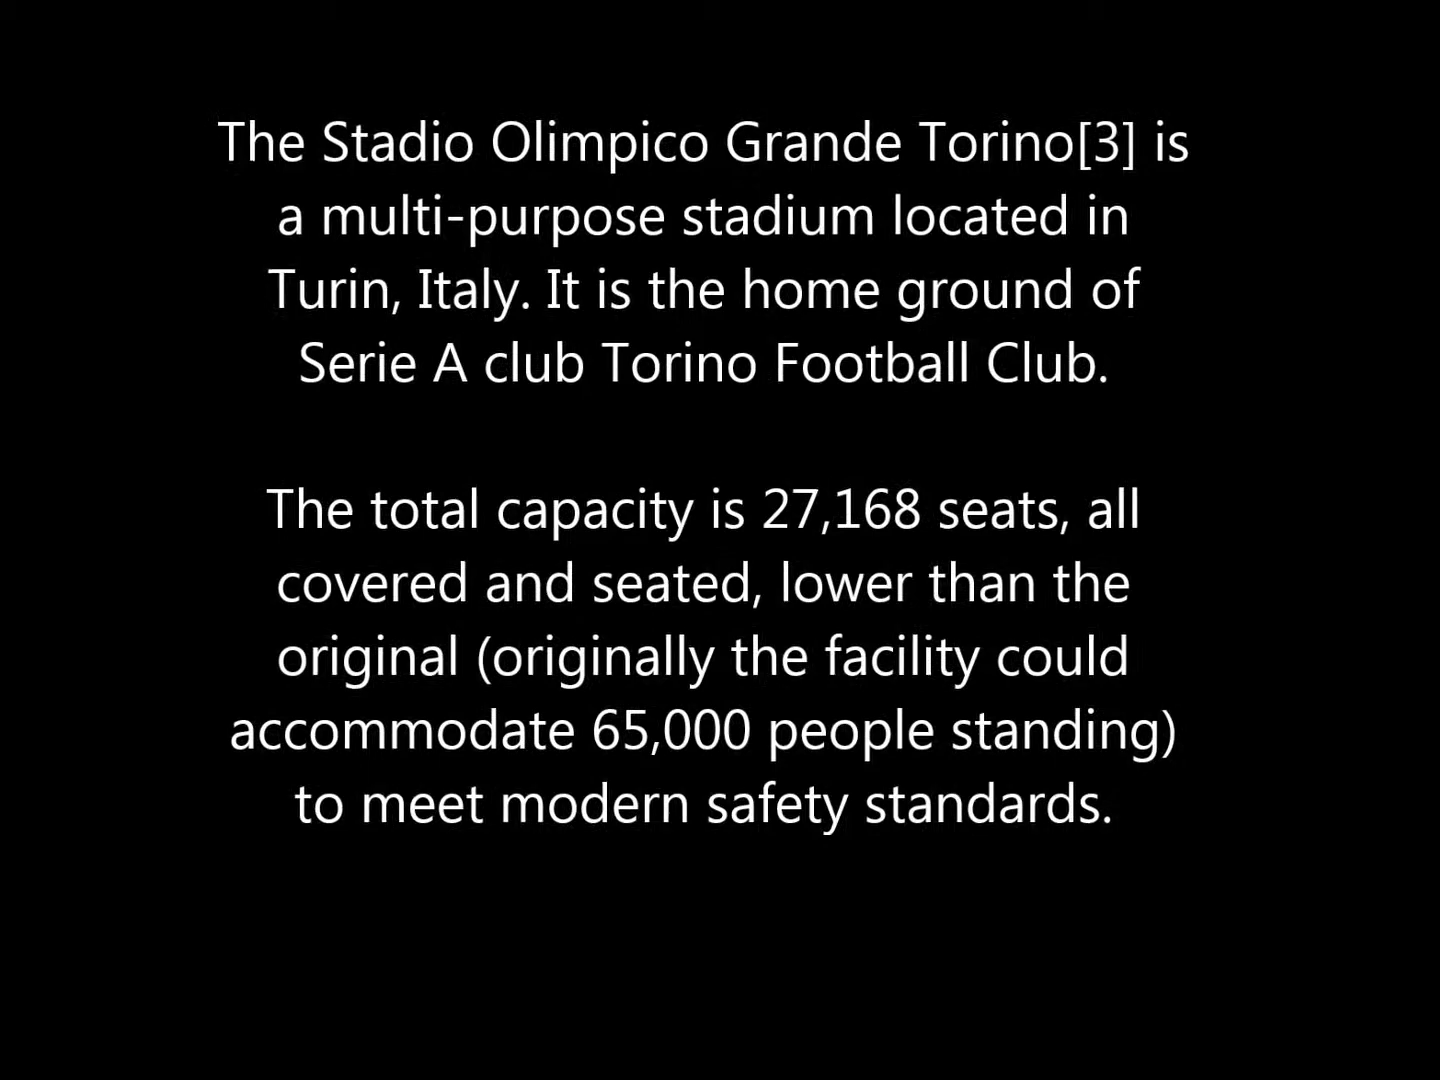 The Stadio Olimpico Grande Torino[3] is
a multi-purpose stadium located in
Turin, Italy. It is the home ground of
Serie A club Torino Football Club.
The total capacity is 27,168 seats, all
covered and seated, lower than the
original (originally the facility could
accommodate 65,000 people standing)
to meet modern safety standards.